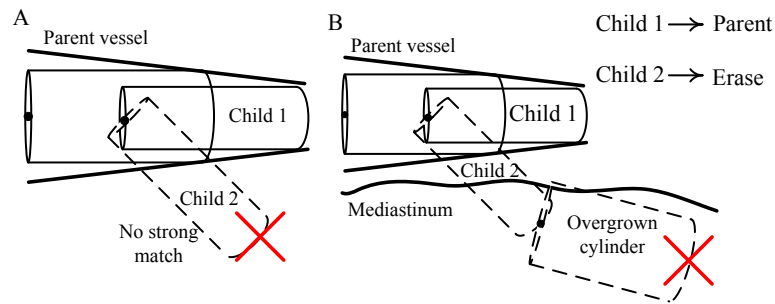 A
Parent vessel
Child 1
Child 2
No strong
match
B
Parent vessel
Child 1
Child 2
Mediastinum
Overgrown
cylinder
Child 1 → Parent
Child 2 → Erase